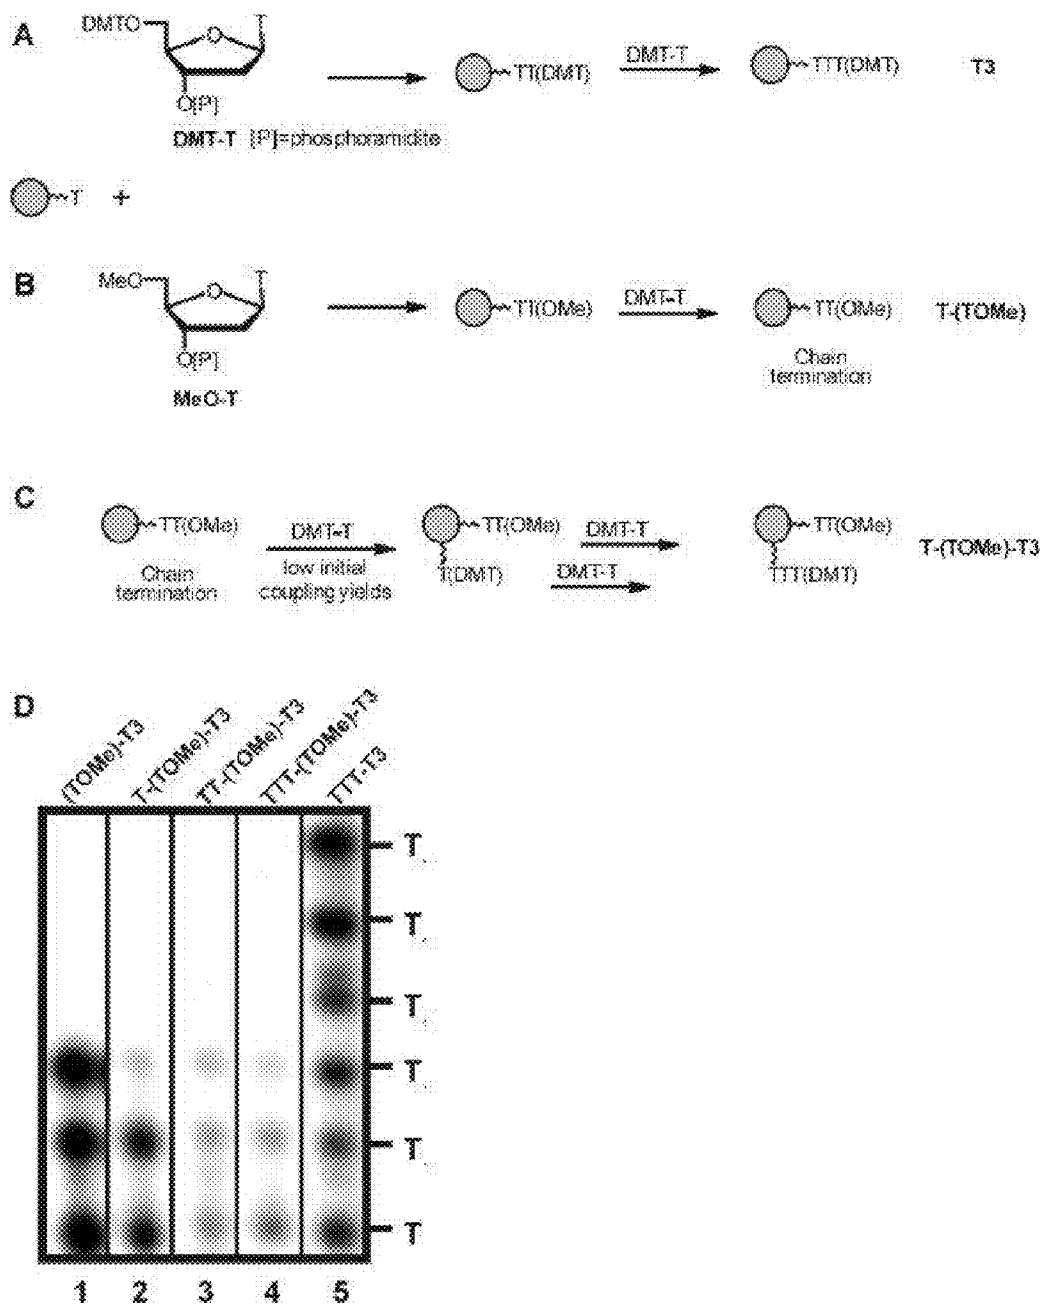 A
DMTO
T
O
O[P]
DMT-T [P]=phosphoramidite
TT(DMT)
DMT-T
TTT(DMT)
T3
T
+
B
MeO
T
O
O[P]
MeO-T
TT(OMe)
DMT-T
TT(OMe)
T-(TOMe)
Chain
termination
C
TT(OMe)
Chain
termination
DMT-T
low initial
coupling yields
TT(OMe)
T(DMT)
DMT-T
DMT-T
TT(OMe)
TTT(DMT)
T-(TOMe)-T3
D
(TOMe)-T3
T-(TOMe)-T3
TT-(TOMe)-T3
TTT-(TOMe)-T3
TTT-T3
T
T
T
T
T
T
1 2 3 4 5